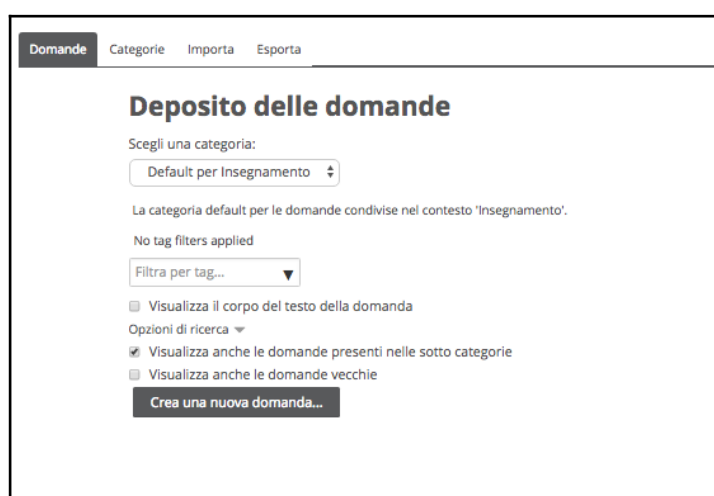 Domande Categorie Importa Esporta
Deposito delle domande
Scegli una categoria:
Default per Insegnamento
La categoria default per le domande condivise nel contesto 'Insegnamento'.
No tag filters applied
Filtra per tag...
Visualizza il corpo del testo della domanda
Opzioni di ricerca
Visualizza anche le domande presenti nelle sotto categorie
Visualizza anche le domande vecchie
Crea una nuova domanda...